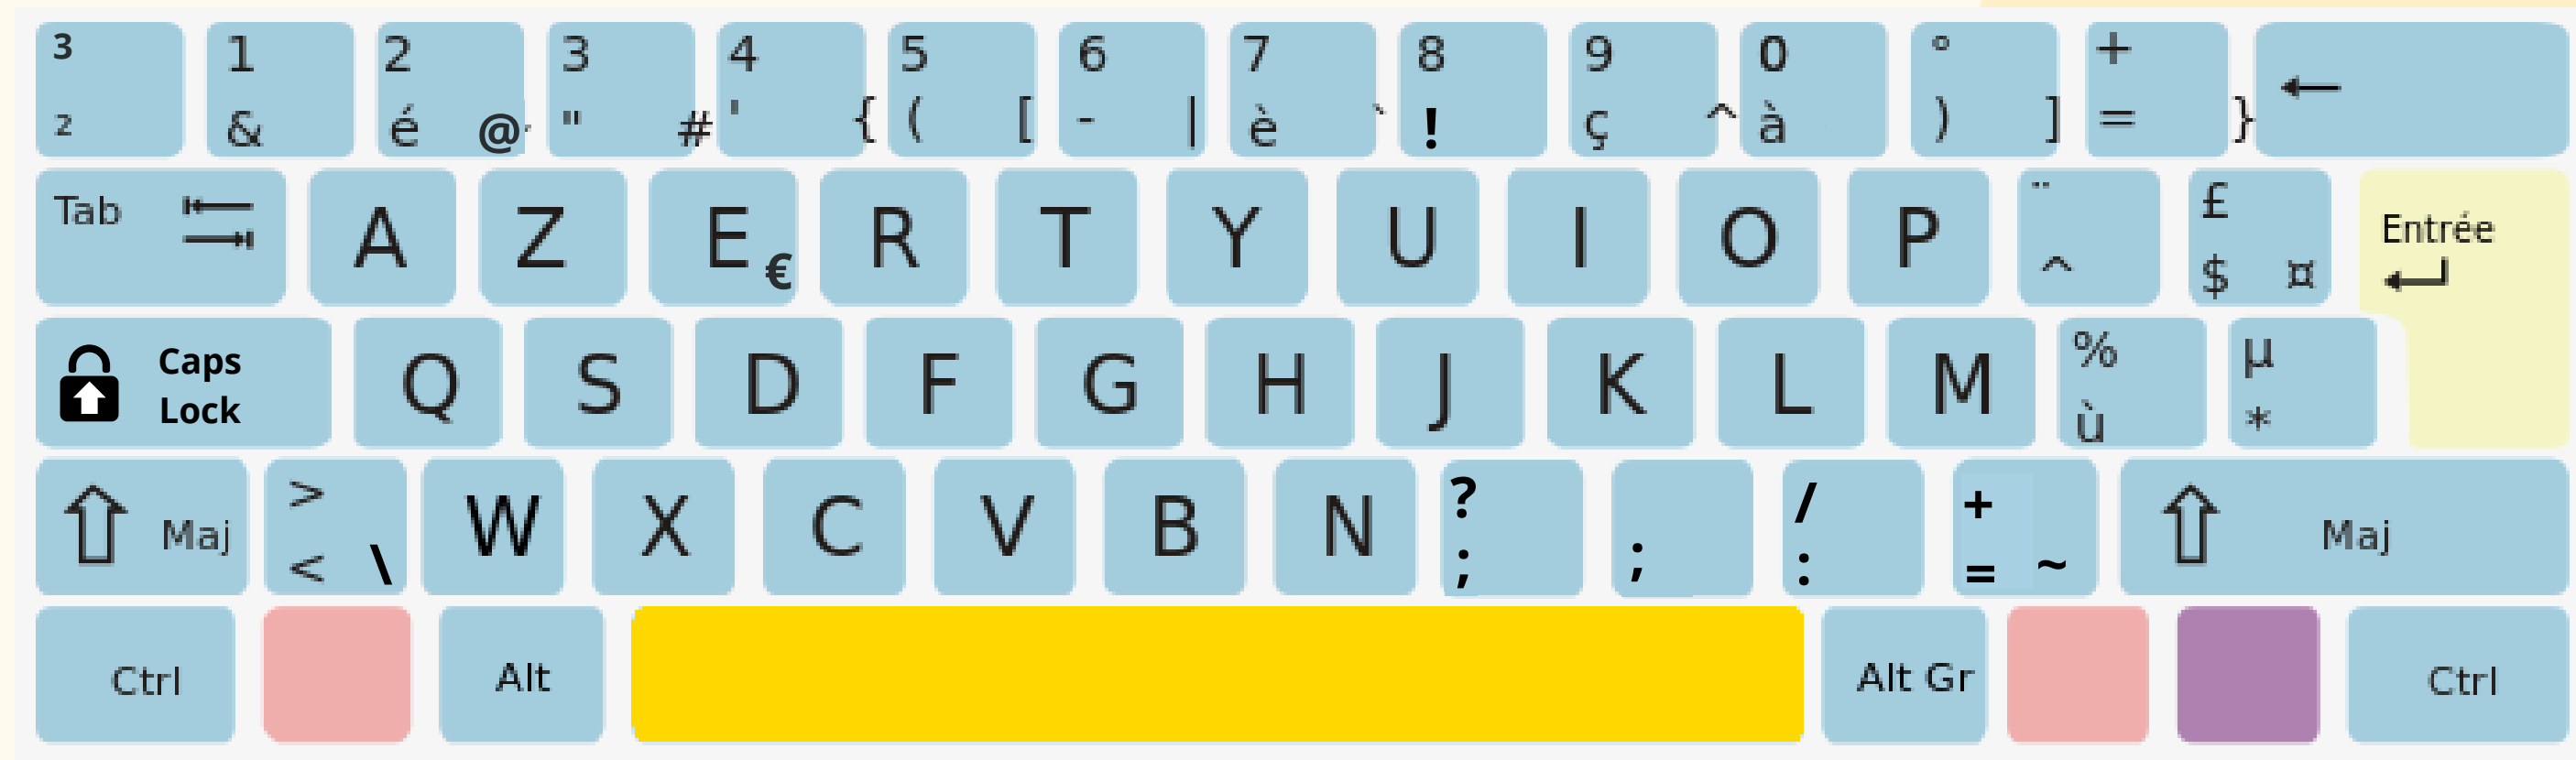 3 1 2 3 4 5 6 7 8 9 0 ° +
2 & é @ " # ' { ( [ - | è ` ! ç ^ à ) ] = }
Tab A Z E € R T Y U I O P ¨ ^ £ $ ¤ Entrée
Caps Lock Q S D F G H J K L M % ù µ *
Maj > < \ W X C V B N ? ; ; / : + = ~ Maj
Ctrl Alt Alt Gr Ctrl